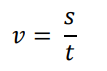 v = s/t